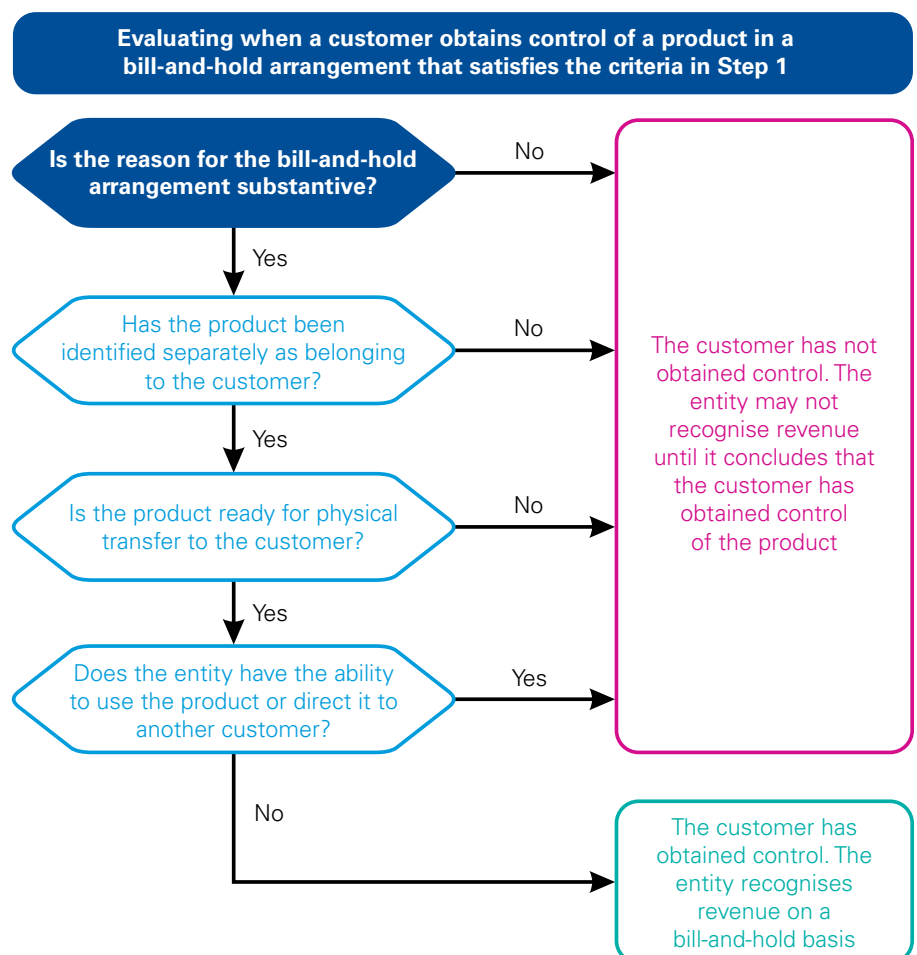 Evaluating when a customer obtains control of a product in a
bill-and-hold arrangement that satisfies the criteria in Step 1
Is the reason for the bill-and-hold
arrangement substantive?
No
Yes
Has the product been
identified separately as belonging
to the customer?
No
Yes
Is the product ready for physical
transfer to the customer?
No
Yes
Does the entity have the ability
to use the product or direct it to
another customer?
Yes
No
The customer has not
obtained control. The
entity may not
recognise revenue
until it concludes that
the customer has
obtained control
of the product
The customer has
obtained control. The
entity recognises
revenue on a
bill-and-hold basis